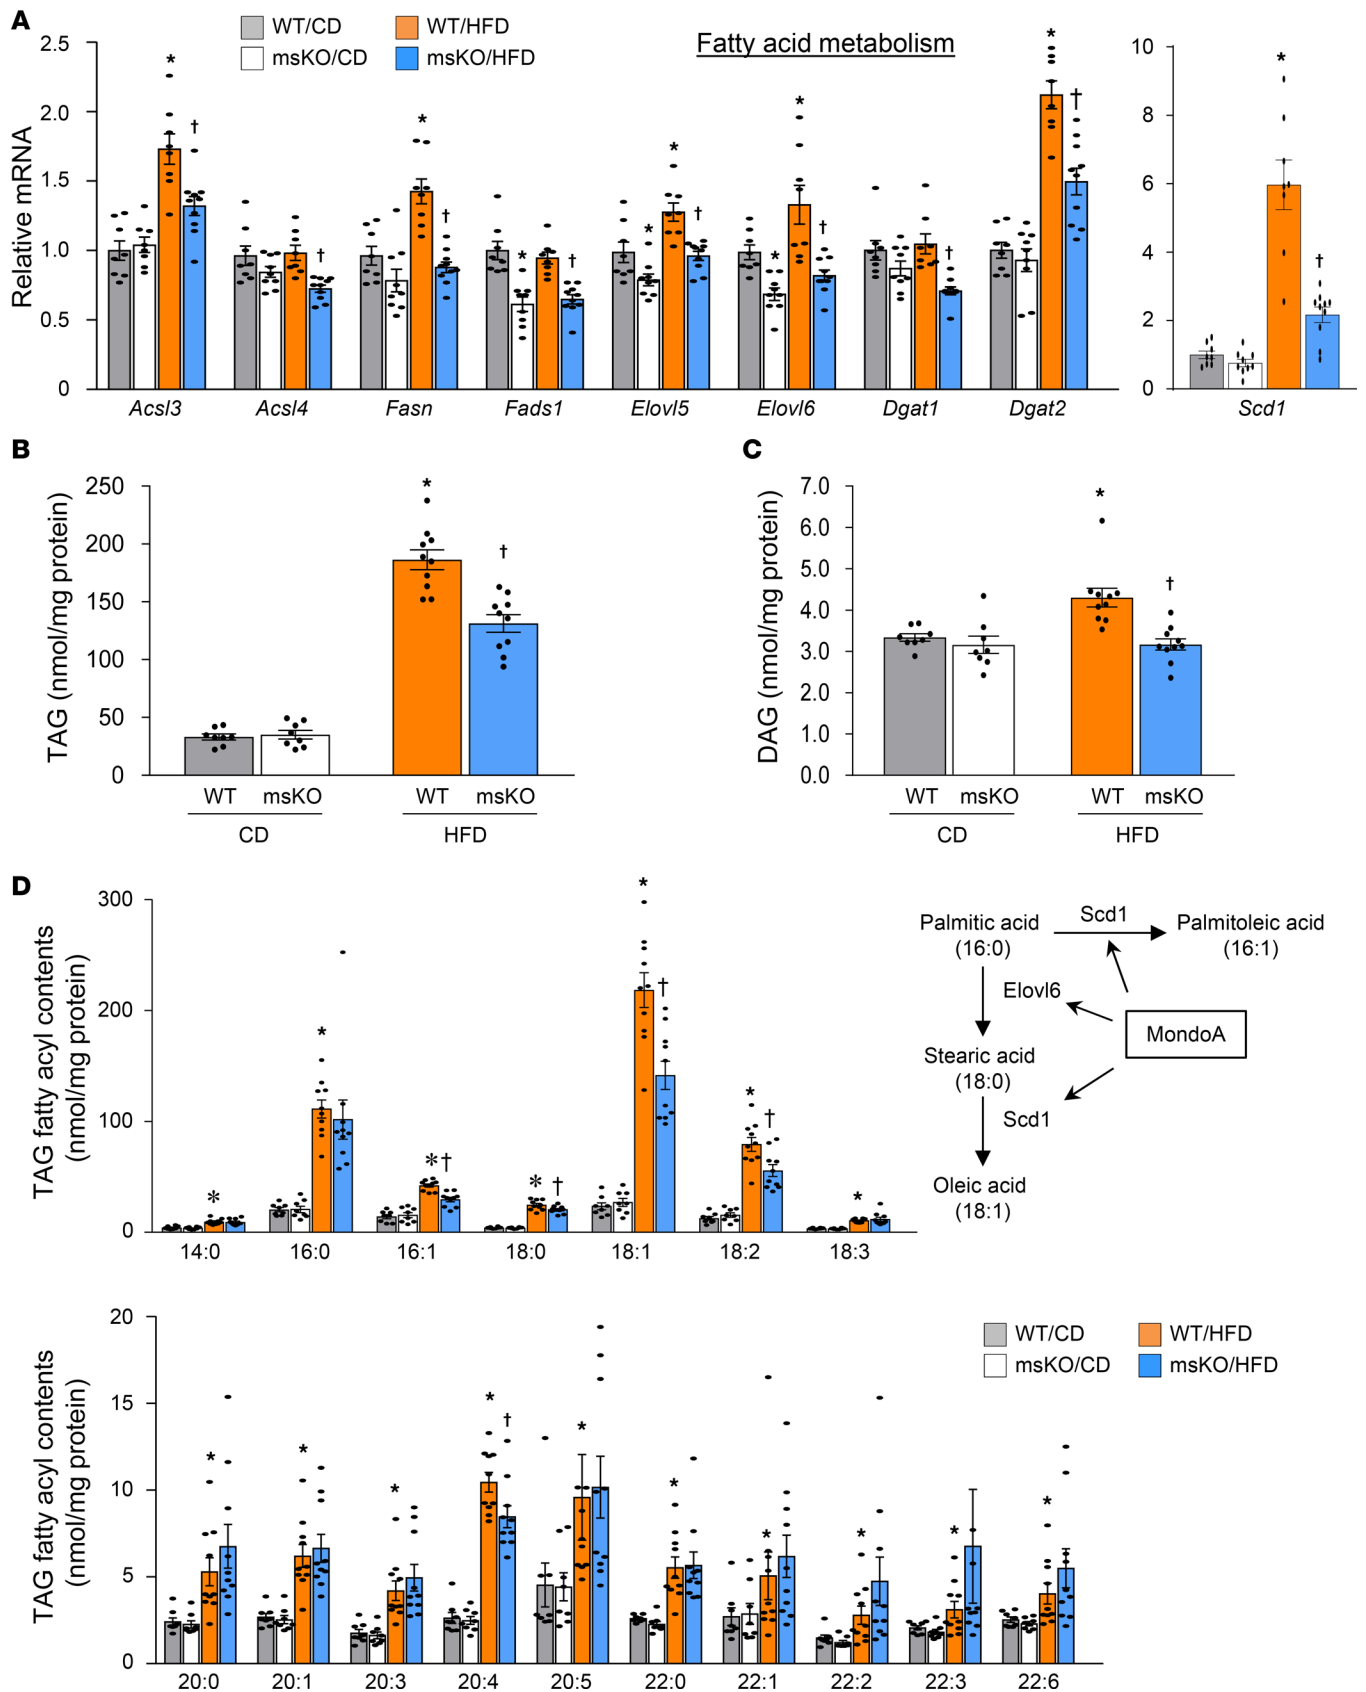 A
WT/CD
WT/HFD
msKO/CD
msKO/HFD
Fatty acid metabolism
Relative mRNA
2.5
2.0
1.5
1.0
0.5
0
* † † * † * † * * † * * † † * †
Acsl3 Acsl4 Fasn Fads1 Elovl5 Elovl6 Dgat1 Dgat2
10
8
6
4
2
0
* †
Scd1
B
TAG (nmol/mg protein)
250
200
150
100
50
0
* †
WT msKO WT msKO
CD HFD
C
DAG (nmol/mg protein)
7.0
6.0
5.0
4.0
3.0
2.0
1.0
0.0
* †
WT msKO WT msKO
CD HFD
D
TAG fatty acyl contents
(nmol/mg protein)
300
200
100
0
* * * † * † * † * † *
14:0 16:0 16:1 18:0 18:1 18:2 18:3
Palmitic acid
(16:0)
Scd1
Palmitoleic acid
(16:1)
Elovl6
MondoA
Stearic acid
(18:0)
Scd1
Oleic acid
(18:1)
TAG fatty acyl contents
(nmol/mg protein)
20
15
10
5
0
* * * * † * * * * * *
20:0 20:1 20:3 20:4 20:5 22:0 22:1 22:2 22:3 22:6
WT/CD
WT/HFD
msKO/CD
msKO/HFD